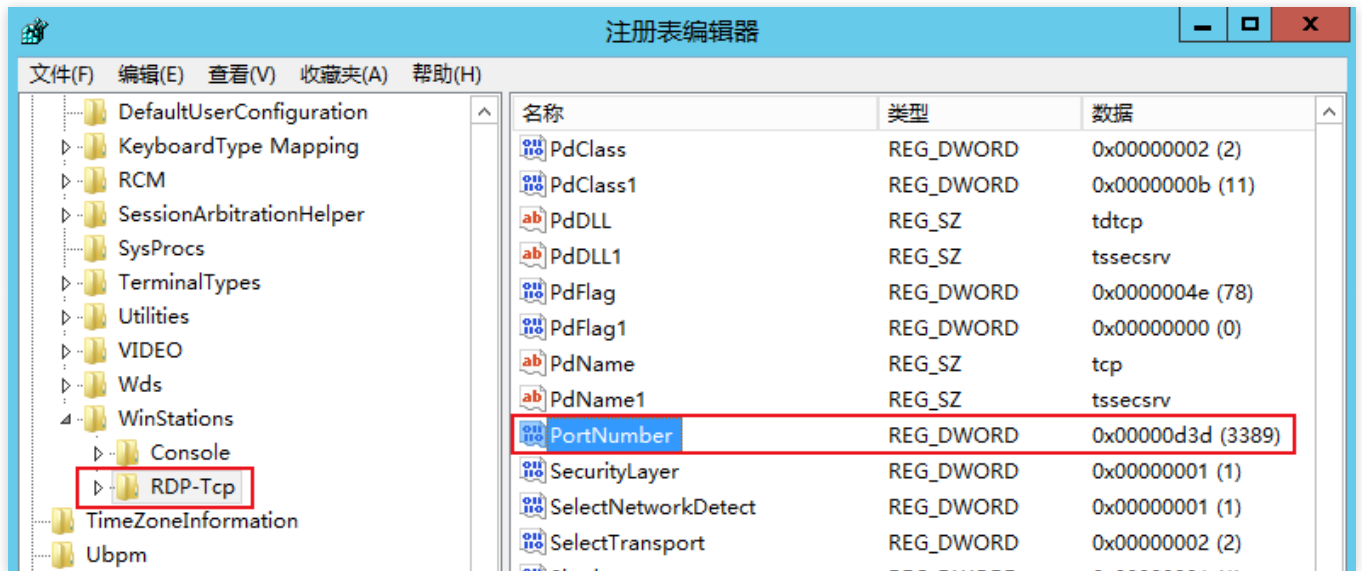 注册表编辑器
文件(F) 编辑(E) 查看(V) 收藏夹(A) 帮助(H)
DefaultUserConfiguration
KeyboardType Mapping
RCM
SessionArbitrationHelper
SysProcs
TerminalTypes
Utilities
VIDEO
Wds
WinStations
Console
RDP-Tcp
TimeZoneInformation
Ubpm
名称 类型 数据
PdClass REG_DWORD 0x00000002 (2)
PdClass1 REG_DWORD 0x0000000b (11)
PdDLL REG_SZ tdtcp
PdDLL1 REG_SZ tssecsrv
PdFlag REG_DWORD 0x0000004e (78)
PdFlag1 REG_DWORD 0x00000000 (0)
PdName REG_SZ tcp
PdName1 REG_SZ tssecsrv
PortNumber REG_DWORD 0x00000d3d (3389)
SecurityLayer REG_DWORD 0x00000001 (1)
SelectNetworkDetect REG_DWORD 0x00000001 (1)
SelectTransport REG_DWORD 0x00000002 (2)